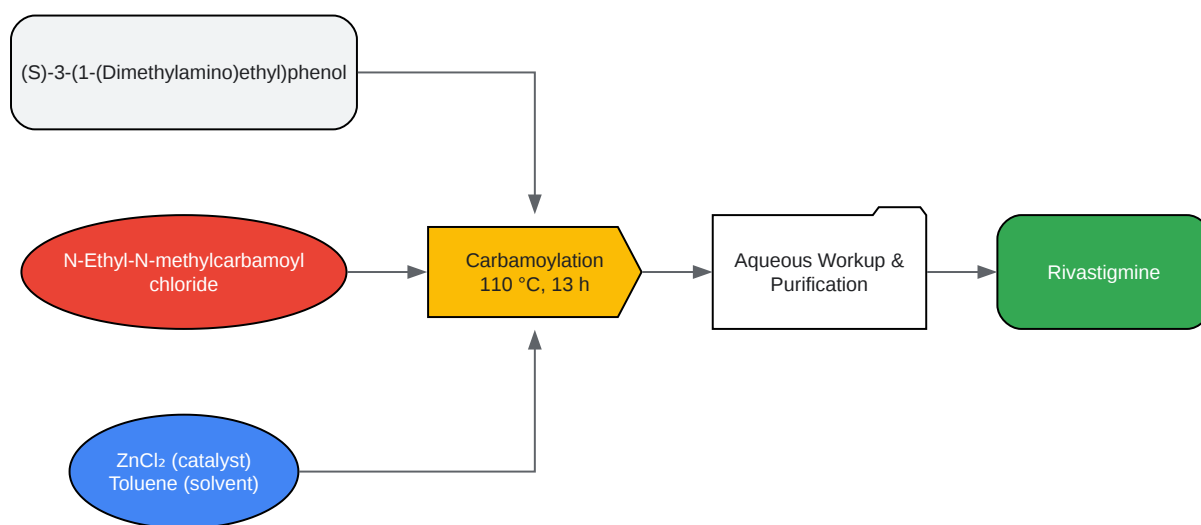 (S)-3-(1-(Dimethylamino)ethyl)phenol
N-Ethyl-N-methylcarbamoyl
chloride
ZnCl₂ (catalyst)
Toluene (solvent)
Carbamoylation
110 °C, 13 h
Aqueous Workup &
Purification
Rivastigmine